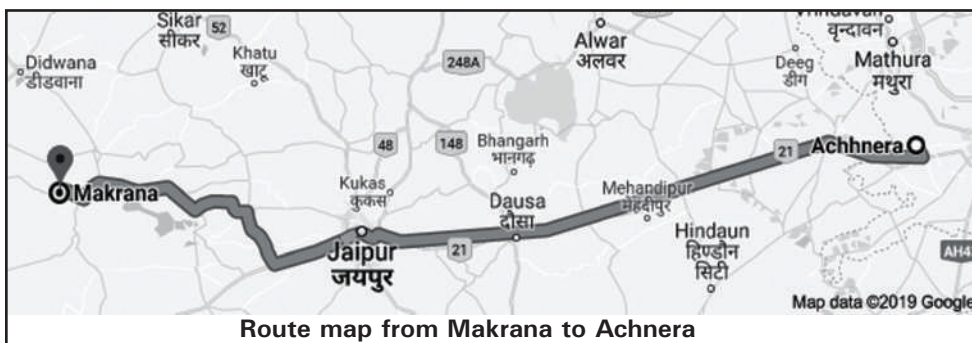 Sikar
सीकर
52
Khatu
खाटू
Didwana
डीडवाना
248A
Alwar
अलवर
वृन्दावन
Deeg
डीग
Mathura
मथुरा
Makrana
48
148
Bhangarh
भानगढ़
21
Achhnera
Kukas
कुकस
Dausa
दौसा
Mehandipur
मेहंदीपुर
Jaipur
जयपुर
21
Hindaun
हिण्डौन
सिटी
AH4
Map data ©2019 Google
Route map from Makrana to Achnera